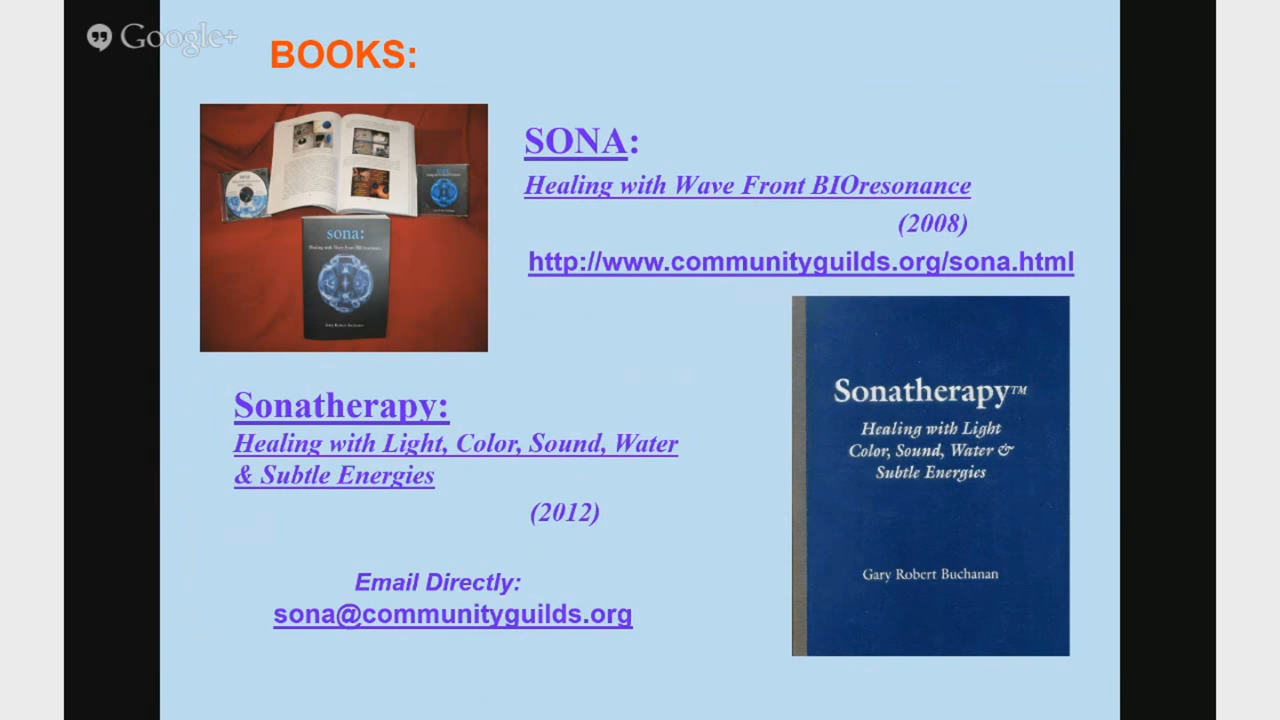 Google+
BOOKS:
sona:
Healing with Wave Front BIOresonance
Gary Robert Buchanan
SONA:
Healing with Wave Front BIOresonance
(2008)
http://www.communityguilds.org/sona.html
Sonatherapy:
Healing with Light, Color, Sound, Water
& Subtle Energies
(2012)
Email Directly:
sona@communityguilds.org
Sonatherapy™
Healing with Light
Color, Sound, Water &
Subtle Energies
Gary Robert Buchanan